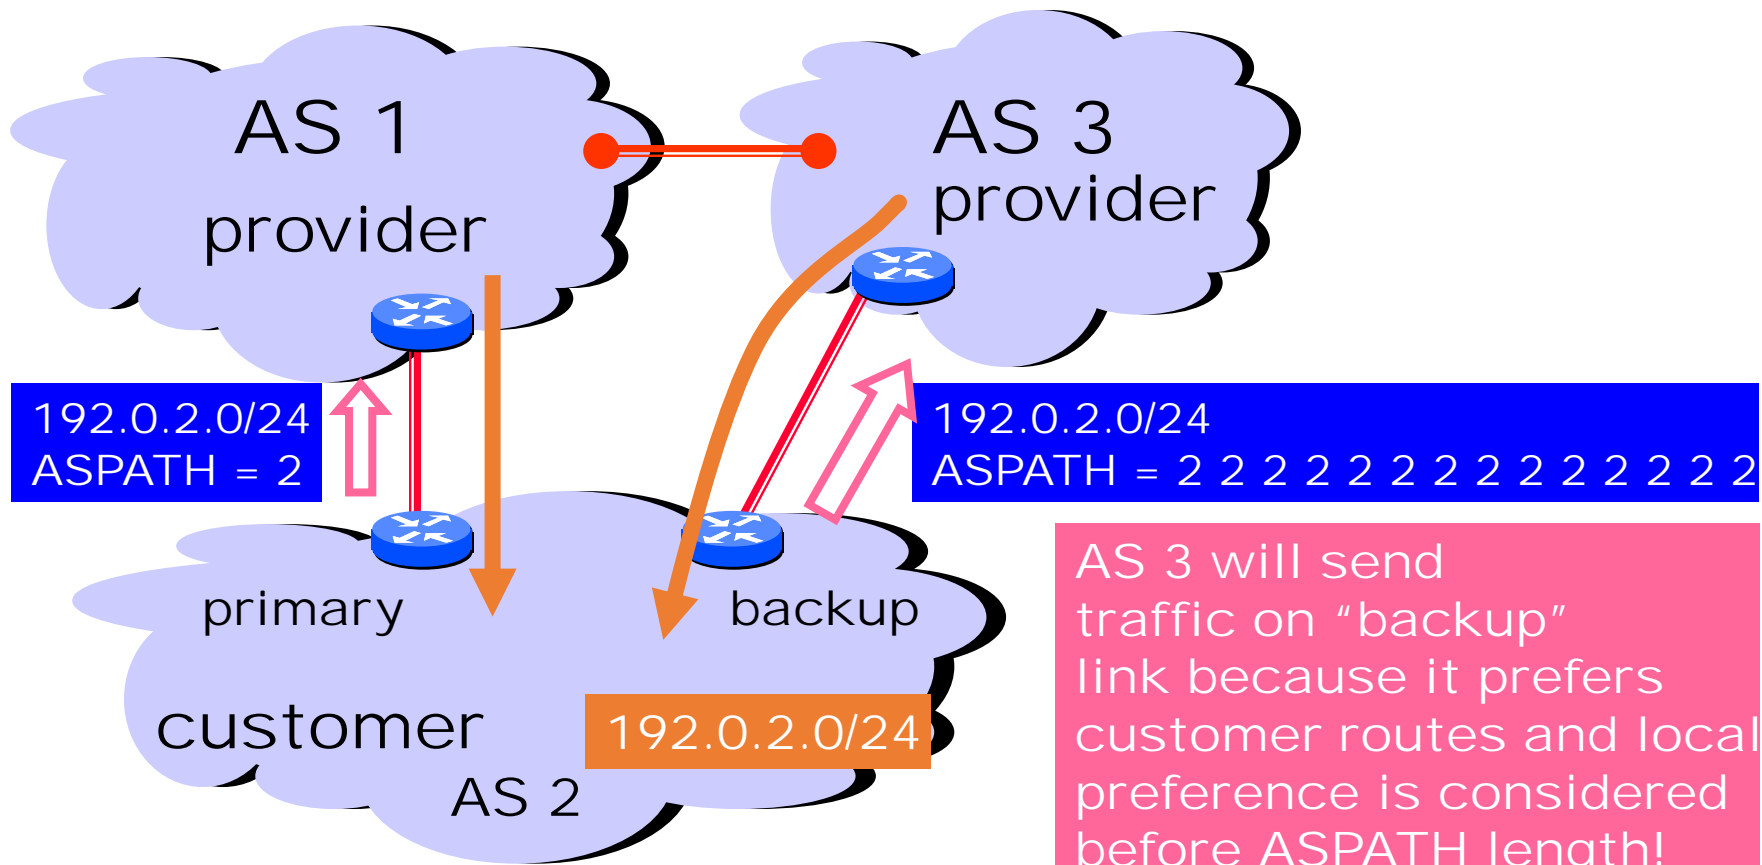 AS 1
provider
AS 3
provider
192.0.2.0/24
ASPATH = 2
192.0.2.0/24
ASPATH = 2 2 2 2 2 2 2 2 2 2 2 2 2 2
primary
backup
customer
192.0.2.0/24
AS 2
AS 3 will send
traffic on “backup”
link because it prefers
customer routes and local
preference is considered
before ASPATH length!